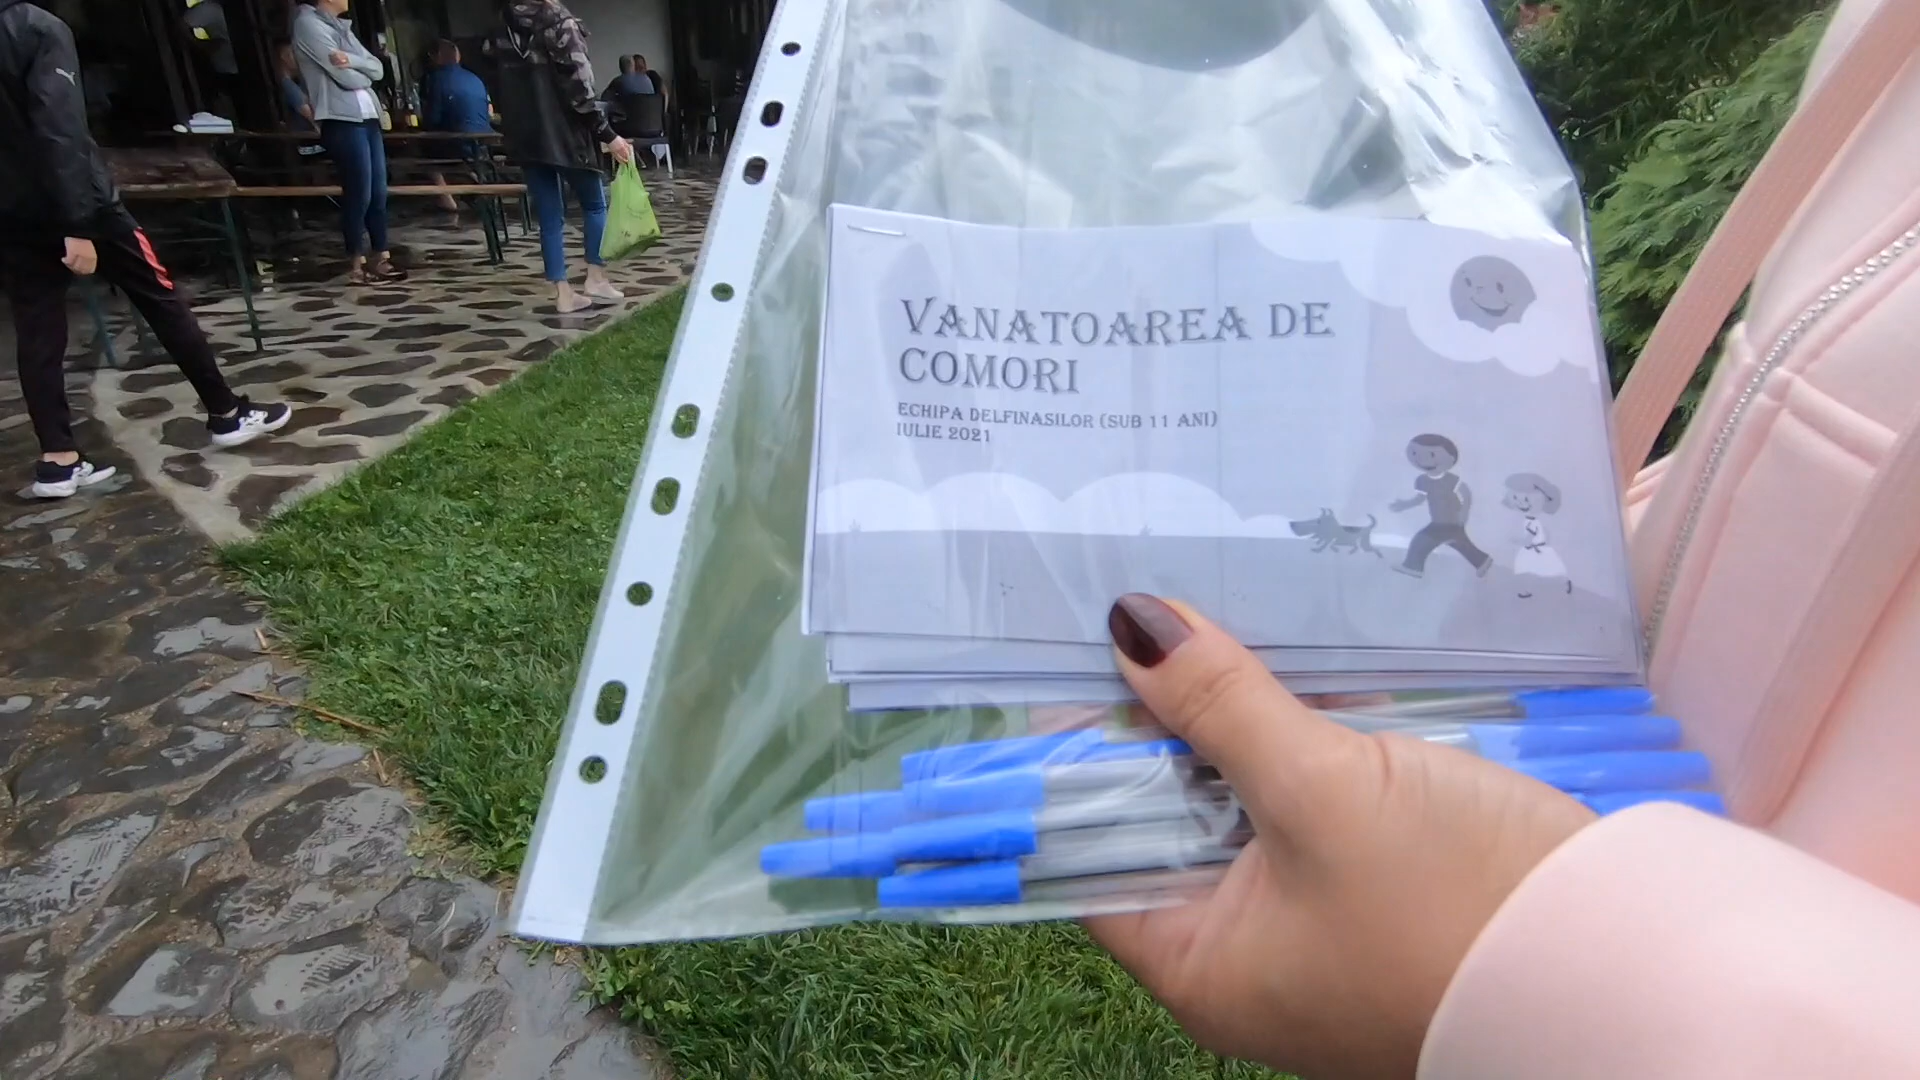 VANATOAREA DE
COMORI
ECHIPA DELFINASILOR (SUB 11 ANI)
IULIE 2021